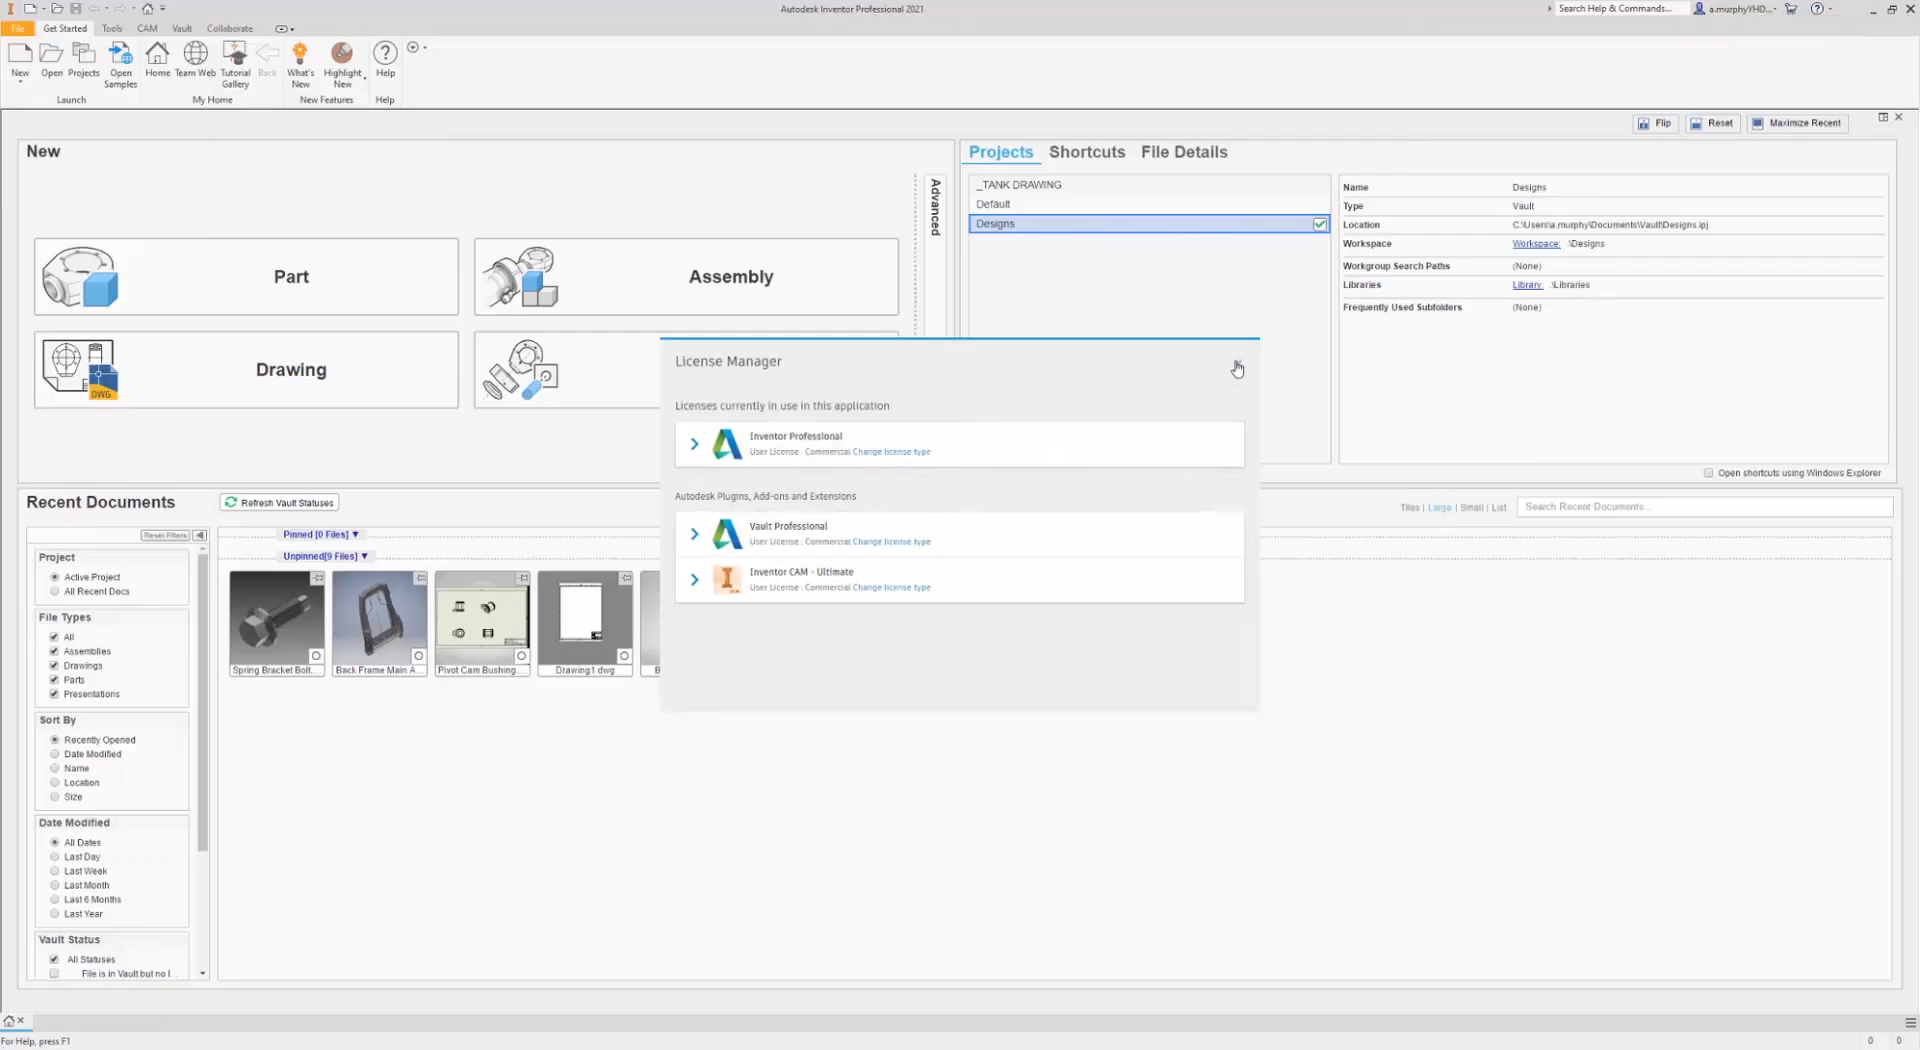 Autodesk Inventor Professional 2021
Search Help & Commands...
a.murphyYHD...
File
Get Started
Tools
CAM
Vault
Collaborate
New
Open
Projects
Open Samples
Home
Team Web
Tutorial Gallery
Back
What's New
Highlight New
Help
Launch
My Home
New Features
Help
Flip
Reset
Maximize Recent
New
Advanced
Part
Assembly
Drawing
DWG
Projects
Shortcuts
File Details
_TANK DRAWING
Default
Designs
Name Designs
Type Vault
Location C:\Users\a.murphy\Documents\Vault\Designs.ipj
Workspace Workspace: .\Designs
Workgroup Search Paths (None)
Libraries Library: .\Libraries
Frequently Used Subfolders (None)
Open shortcuts using Windows Explorer
License Manager
Licenses currently in use in this application
Inventor Professional
User License : Commercial Change license type
Autodesk Plugins, Add-ons and Extensions
Vault Professional
User License : Commercial Change license type
Inventor CAM - Ultimate
User License : Commercial Change license type
Recent Documents
Refresh Vault Statuses
Tiles | Large | Small | List
Search Recent Documents...
Reset Filters
Project
Active Project
All Recent Docs
File Types
All
Assemblies
Drawings
Parts
Presentations
Sort By
Recently Opened
Date Modified
Name
Location
Size
Date Modified
All Dates
Last Day
Last Week
Last Month
Last 6 Months
Last Year
Vault Status
All Statuses
File is in Vault but no l...
Pinned [0 Files] ▼
Unpinned[9 Files] ▼
Spring Bracket Bolt...
Back Frame Main A...
Pivot Cam Bushing...
Drawing1.dwg
For Help, press F1
0 0